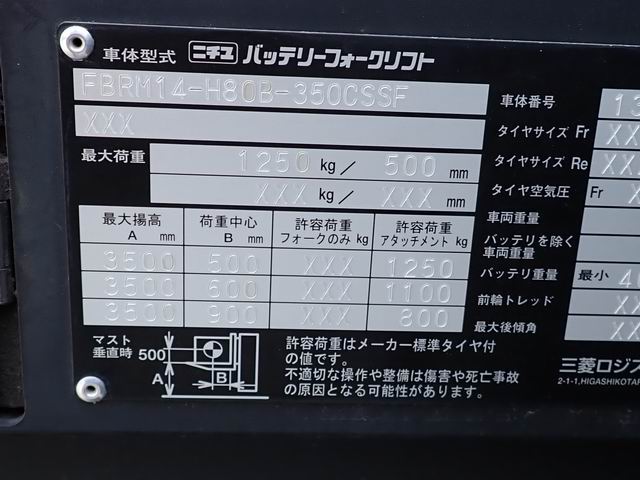 車体型式 ニチユ バッテリーフォークリフト
FBRM14-H80B-350CSSF
XXX
最大荷重 1250 kg / 500 mm
XXX kg / XXX mm
最大揚高 A mm 荷重中心 B mm 許容荷重 フォークのみ kg 許容荷重 アタッチメント kg
3500 500 XXX 1250
3500 600 XXX 1100
3500 900 XXX 800
マスト垂直時 500 A B
許容荷重はメーカー標準タイヤ付
の値です。
不適切な操作や整備は傷害や死亡事故
の原因となる可能性があります。
車体番号 13
タイヤサイズ Fr XX
タイヤサイズ Re XX
タイヤ空気圧 Fr X
車両重量
バッテリを除く
車両重量
バッテリ重量 最小 40
前輪トレッド XX
最大後傾角 XX
三菱ロジス
2-1-1,HIGASHIKOTAR